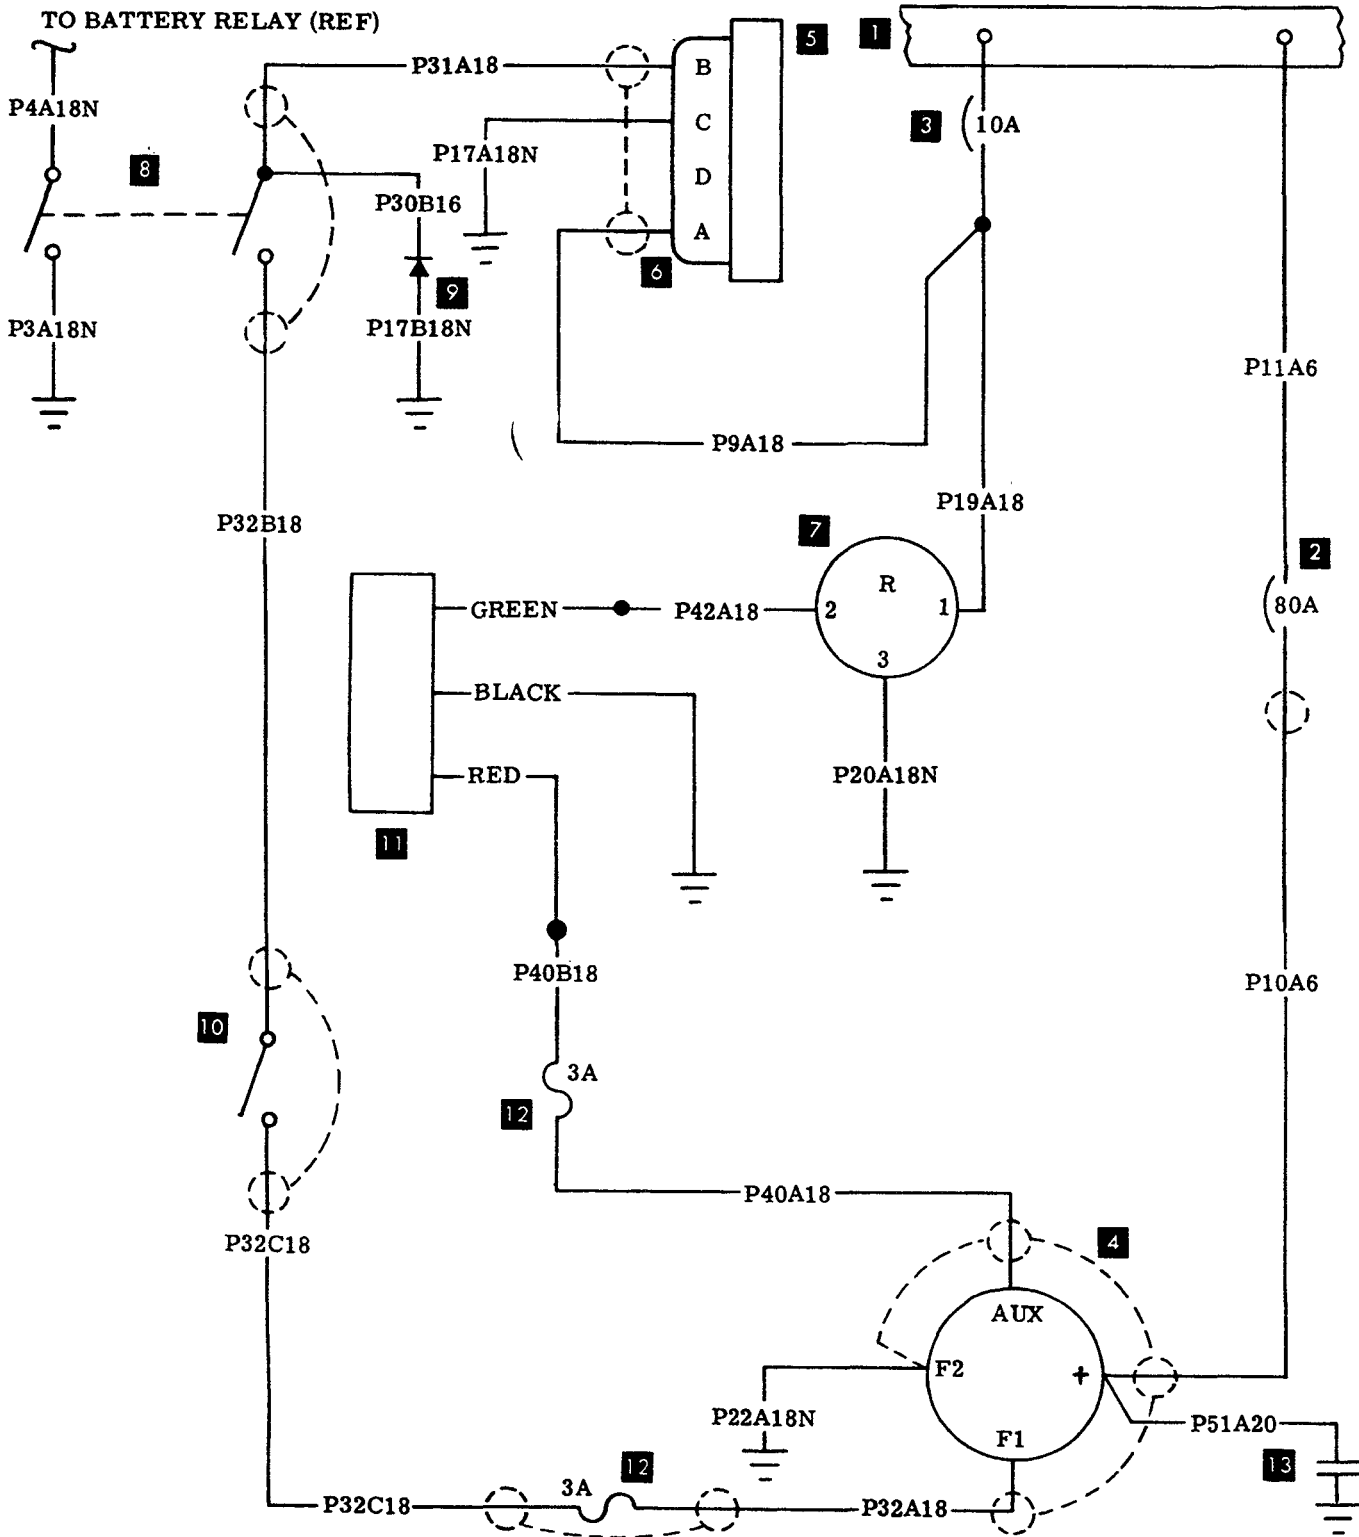 TO BATTERY RELAY (REF)
5
1
P31A18
B
P4A18N
C
3
10A
P17A18N
8
D
P30B16
A
6
9
P3A18N
P17B18N
P11A6
P9A18
P19A18
P32B18
7
2
R
GREEN
P42A18
2
1
80A
3
BLACK
RED
P20A18N
11
P40B18
P10A6
10
3A
12
P40A18
P32C18
4
AUX
F2
+
P22A18N
P51A20
F1
12
13
3A
P32C18
P32A18